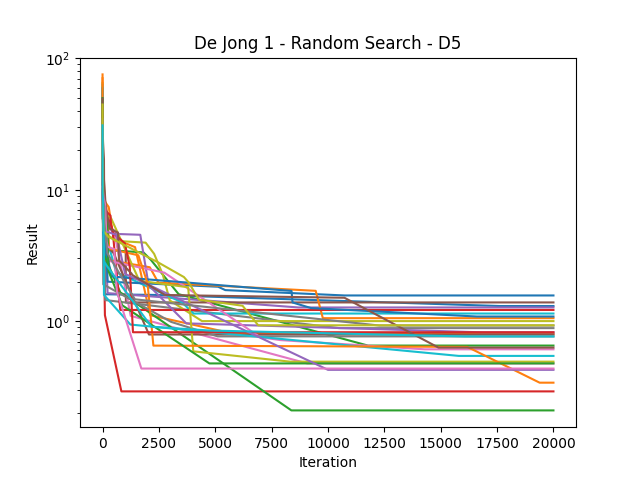 De Jong 1 - Random Search - D5
Result
10²
10¹
10⁰
0 2500 5000 7500 10000 12500 15000 17500 20000
Iteration